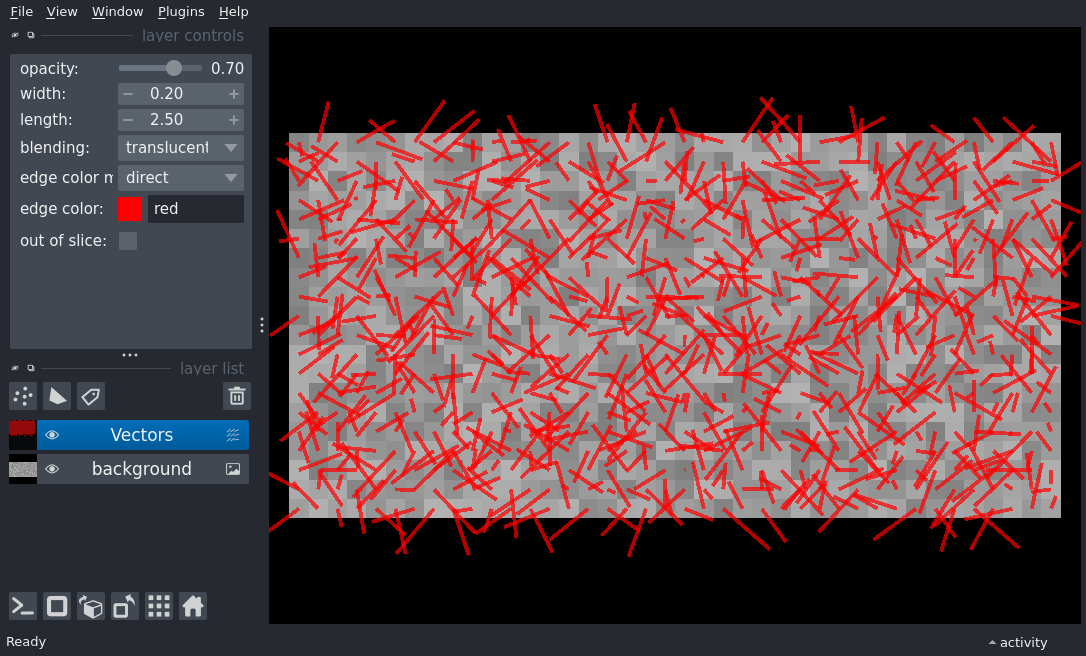 File View Window Plugins Help
layer controls
opacity: 0.70
width: − 0.20 +
length: − 2.50 +
blending: translucent
edge color m direct
edge color: red
out of slice:
layer list
Vectors
background
Ready
activity